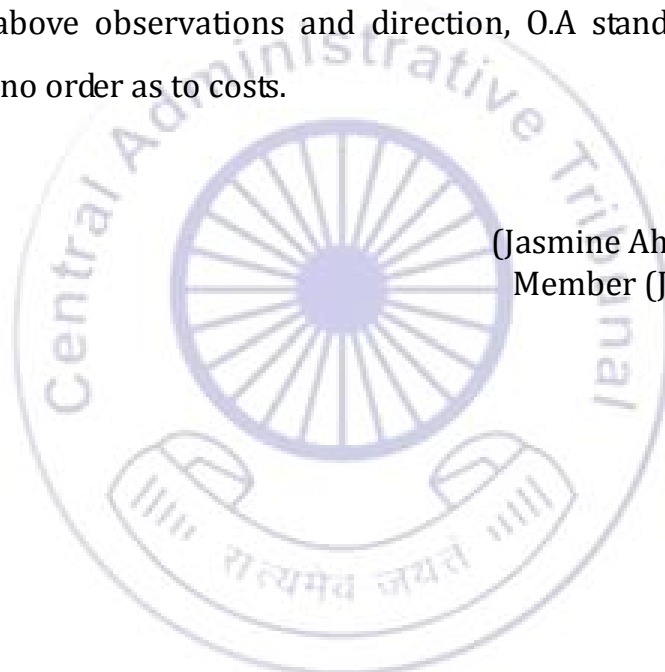 above observations and direction, O.A stand
no order as to costs.
Central Administrative Tribunal
(Jasmine Ah
Member (J
सत्यमेव जयते